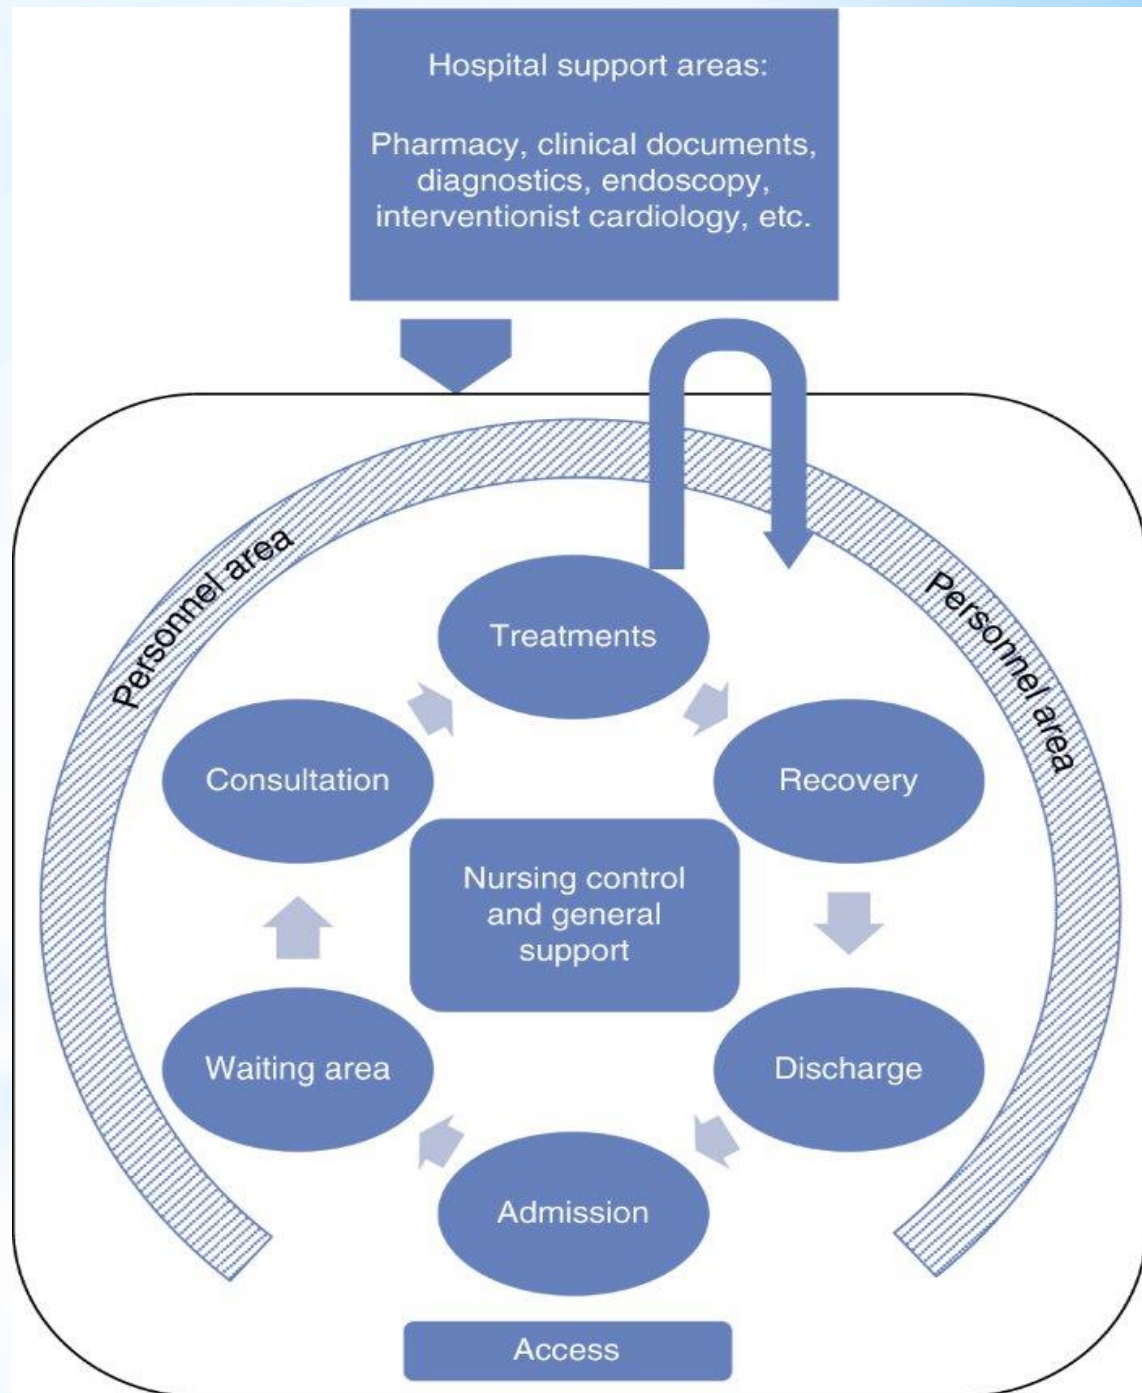 Hospital support areas:
Pharmacy, clinical documents,
diagnostics, endoscopy,
interventionist cardiology, etc.
Personnel area
Personnel area
Treatments
Consultation
Recovery
Nursing control
and general
support
Waiting area
Discharge
Admission
Access